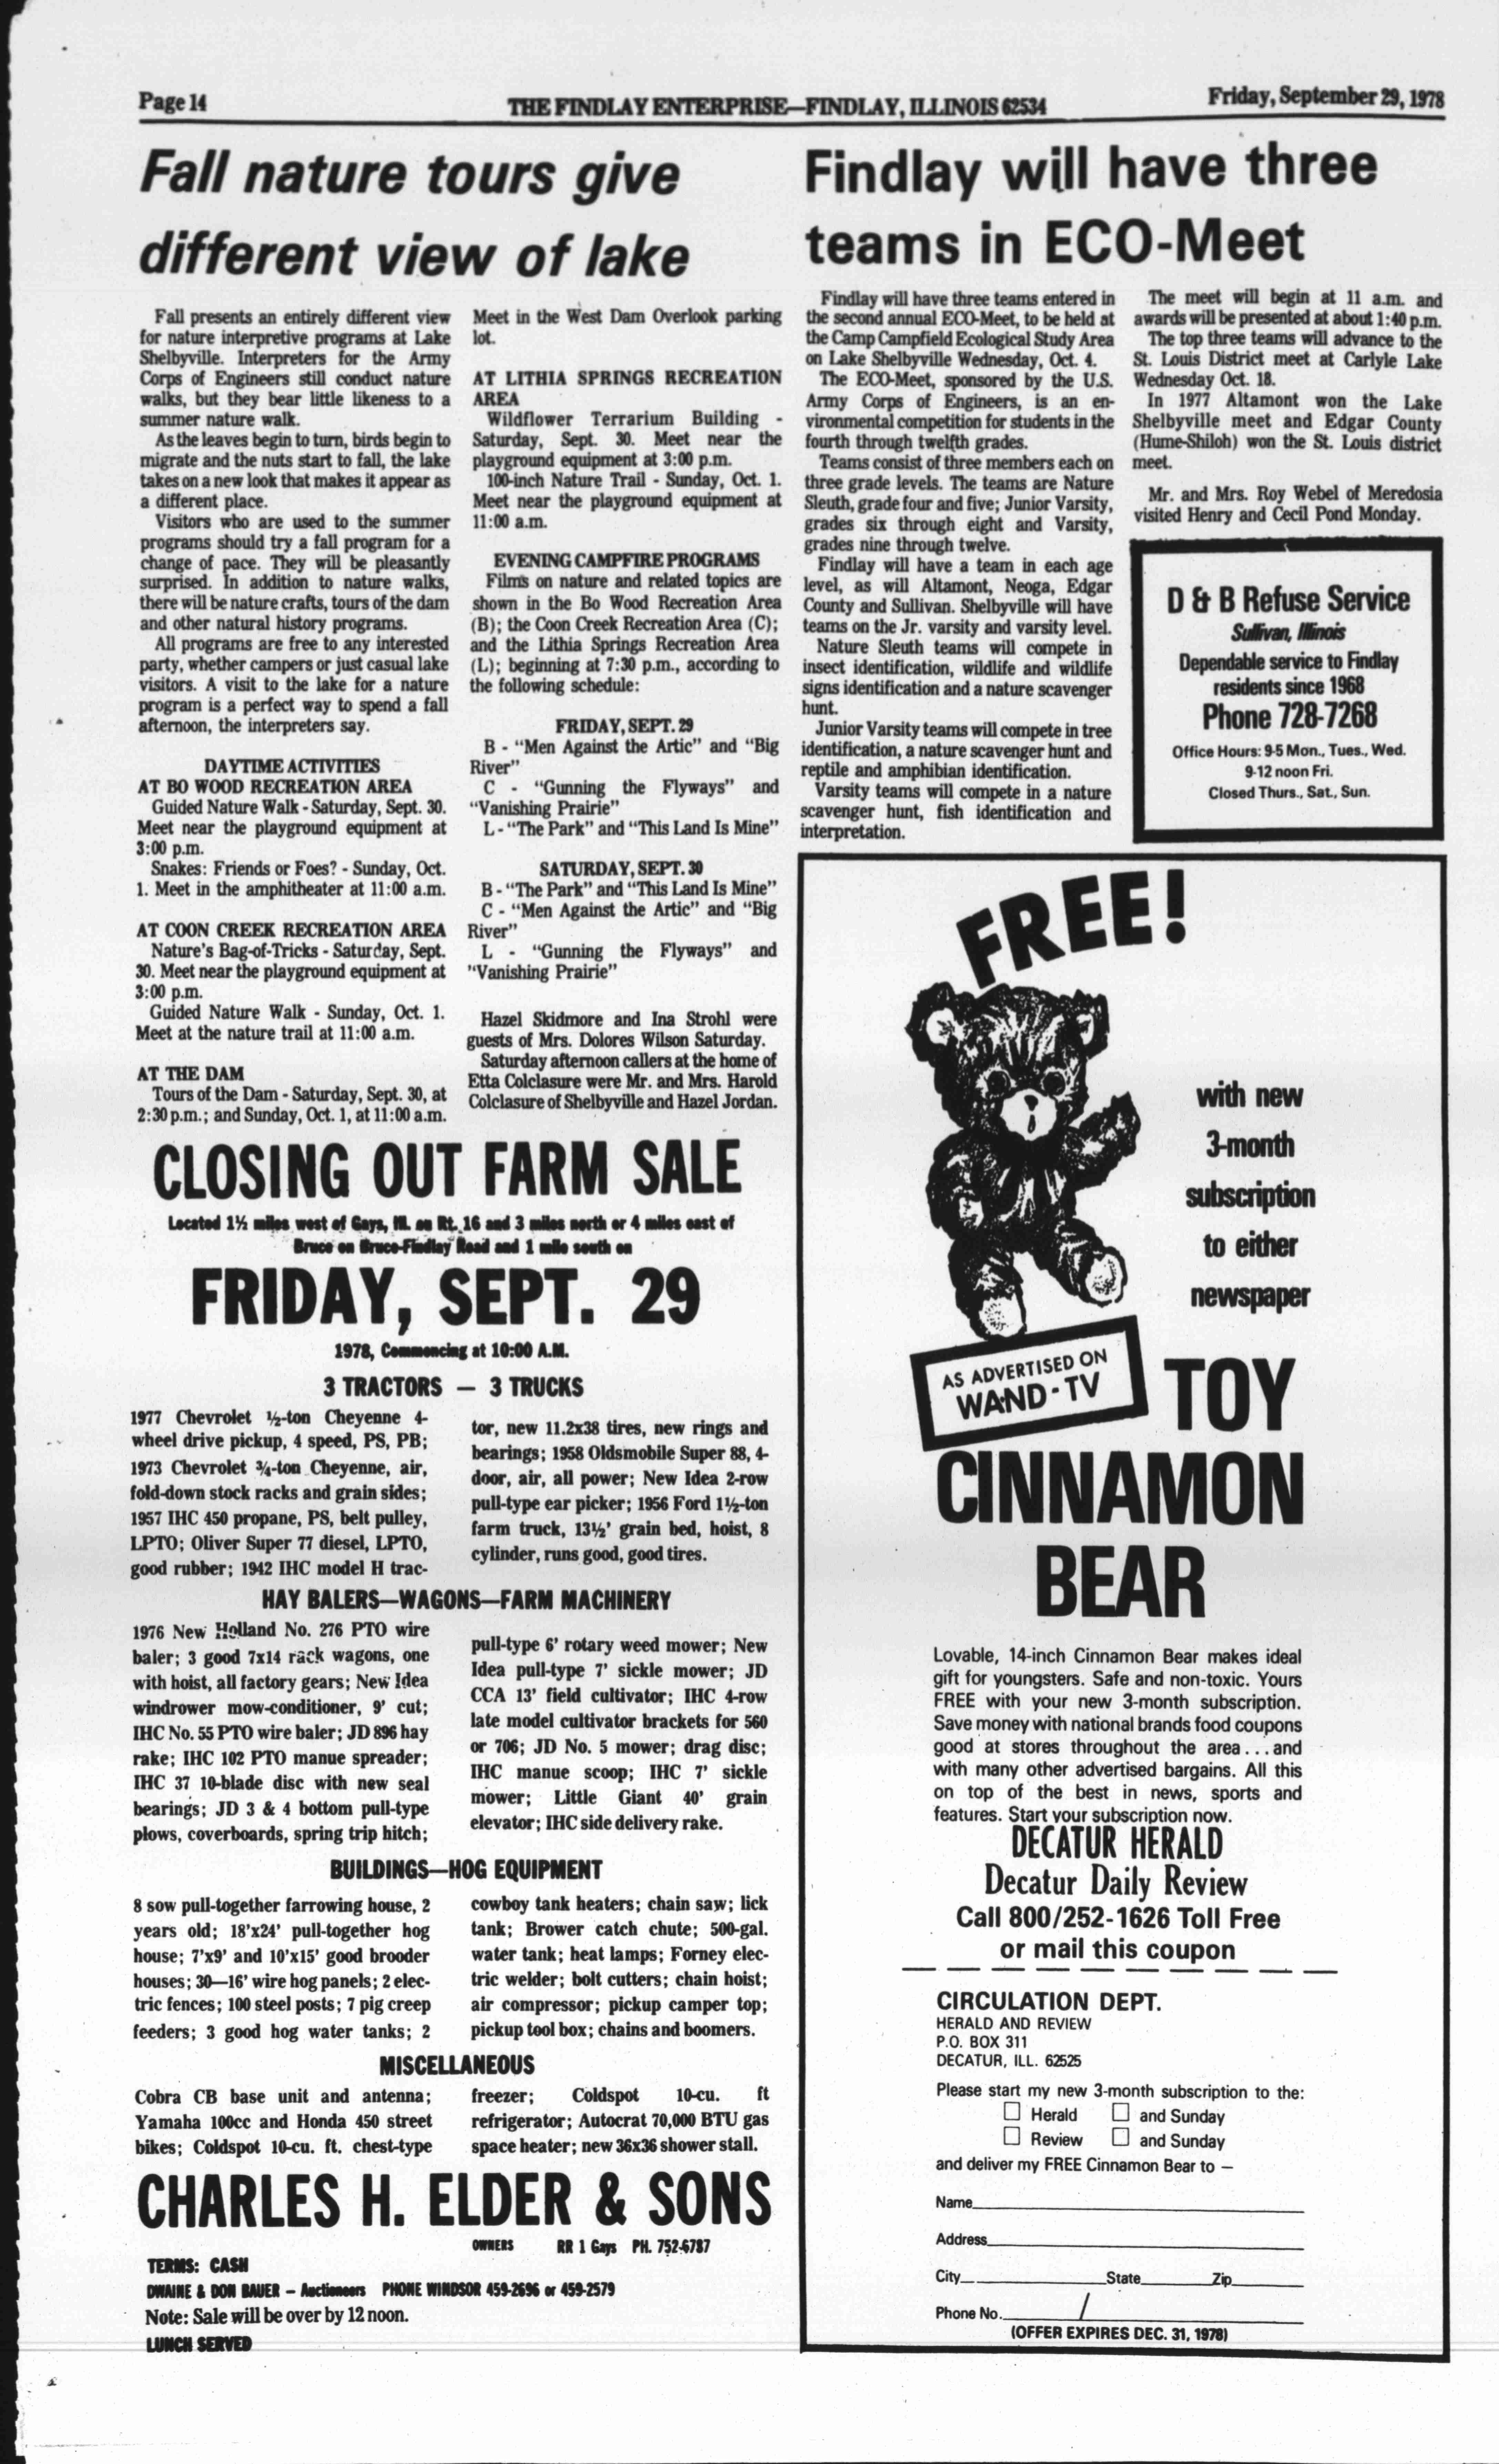 Page 14
THE FINDLAY ENTERPRISE—FINDLAY, ILLINOIS 62534
Friday, September 29, 1978
Fall nature tours give
different view of lake
Fall presents an entirely different view
for nature interpretive programs at Lake
Shelbyville. Interpreters for the Army
Corps of Engineers still conduct nature
walks, but they bear little likeness to a
summer nature walk.
As the leaves begin to turn, birds begin to
migrate and the nuts start to fall, the lake
takes on a new look that makes it appear as
a different place.
Visitors who are used to the summer
programs should try a fall program for a
change of pace. They will be pleasantly
surprised. In addition to nature walks,
there will be nature crafts, tours of the dam
and other natural history programs.
All programs are free to any interested
party, whether campers or just casual lake
visitors. A visit to the lake for a nature
program is a perfect way to spend a fall
afternoon, the interpreters say.
DAYTIME ACTIVITIES
AT BO WOOD RECREATION AREA
Guided Nature Walk - Saturday, Sept. 30.
Meet near the playground equipment at
3:00 p.m.
Snakes: Friends or Foes? - Sunday, Oct.
1. Meet in the amphitheater at 11:00 a.m.
AT COON CREEK RECREATION AREA
Nature's Bag-of-Tricks - Saturday, Sept.
30. Meet near the playground equipment at
3:00 p.m.
Guided Nature Walk - Sunday, Oct. 1.
Meet at the nature trail at 11:00 a.m.
AT THE DAM
Tours of the Dam - Saturday, Sept. 30, at
2:30 p.m.; and Sunday, Oct. 1, at 11:00 a.m.
Meet in the West Dam Overlook parking
lot.
AT LITHIA SPRINGS RECREATION
AREA
Wildflower Terrarium Building -
Saturday, Sept. 30. Meet near the
playground equipment at 3:00 p.m.
100-inch Nature Trail - Sunday, Oct. 1.
Meet near the playground equipment at
11:00 a.m.
EVENING CAMPFIRE PROGRAMS
Films on nature and related topics are
shown in the Bo Wood Recreation Area
(B); the Coon Creek Recreation Area (C);
and the Lithia Springs Recreation Area
(L); beginning at 7:30 p.m., according to
the following schedule:
FRIDAY, SEPT. 29
B - "Men Against the Artic" and "Big
River"
C - "Gunning the Flyways" and
"Vanishing Prairie"
L - "The Park" and "This Land Is Mine"
SATURDAY, SEPT. 30
B - "The Park" and "This Land Is Mine"
C - "Men Against the Artic" and "Big
River"
L - "Gunning the Flyways" and
"Vanishing Prairie"
Hazel Skidmore and Ina Strohl were
guests of Mrs. Dolores Wilson Saturday.
Saturday afternoon callers at the home of
Etta Colclasure were Mr. and Mrs. Harold
Colclasure of Shelbyville and Hazel Jordan.
Findlay will have three
teams in ECO-Meet
Findlay will have three teams entered in
the second annual ECO-Meet, to be held at
the Camp Campfield Ecological Study Area
on Lake Shelbyville Wednesday, Oct. 4.
The ECO-Meet, sponsored by the U.S.
Army Corps of Engineers, is an en-
vironmental competition for students in the
fourth through twelfth grades.
Teams consist of three members each on
three grade levels. The teams are Nature
Sleuth, grade four and five; Junior Varsity,
grades six through eight and Varsity,
grades nine through twelve.
Findlay will have a team in each age
level, as will Altamont, Neoga, Edgar
County and Sullivan. Shelbyville will have
teams on the Jr. varsity and varsity level.
Nature Sleuth teams will compete in
insect identification, wildlife and wildlife
signs identification and a nature scavenger
hunt.
Junior Varsity teams will compete in tree
identification, a nature scavenger hunt and
reptile and amphibian identification.
Varsity teams will compete in a nature
scavenger hunt, fish identification and
interpretation.
The meet will begin at 11 a.m. and
awards will be presented at about 1:40 p.m.
The top three teams will advance to the
St. Louis District meet at Carlyle Lake
Wednesday Oct. 18.
In 1977 Altamont won the Lake
Shelbyville meet and Edgar County
(Hume-Shiloh) won the St. Louis district
meet.
Mr. and Mrs. Roy Webel of Meredosia
visited Henry and Cecil Pond Monday.
D & B Refuse Service
Sullivan, Illinois
Dependable service to Findlay
residents since 1968
Phone 728-7268
Office Hours: 9-5 Mon., Tues., Wed.
9-12 noon Fri.
Closed Thurs., Sat., Sun.
CLOSING OUT FARM SALE
Located 1½ miles west of Gays, Ill. on Rt. 16 and 3 miles north or 4 miles east of
Bruce on Bruce-Findlay Road and 1 mile south on
FRIDAY, SEPT. 29
1978, Commencing at 10:00 A.M.
3 TRACTORS — 3 TRUCKS
1977 Chevrolet ½-ton Cheyenne 4-
wheel drive pickup, 4 speed, PS, PB;
1973 Chevrolet ¾-ton Cheyenne, air,
fold-down stock racks and grain sides;
1957 IHC 450 propane, PS, belt pulley,
LPTO; Oliver Super 77 diesel, LPTO,
good rubber; 1942 IHC model H trac-
tor, new 11.2x38 tires, new rings and
bearings; 1958 Oldsmobile Super 88, 4-
door, air, all power; New Idea 2-row
pull-type ear picker; 1956 Ford 1½-ton
farm truck, 13½' grain bed, hoist, 8
cylinder, runs good, good tires.
HAY BALERS—WAGONS—FARM MACHINERY
1976 New Holland No. 276 PTO wire
baler; 3 good 7x14 rack wagons, one
with hoist, all factory gears; New Idea
windrower mow-conditioner, 9' cut;
IHC No. 55 PTO wire baler; JD 896 hay
rake; IHC 102 PTO manue spreader;
IHC 37 10-blade disc with new seal
bearings; JD 3 & 4 bottom pull-type
plows, coverboards, spring trip hitch;
pull-type 6' rotary weed mower; New
Idea pull-type 7' sickle mower; JD
CCA 13' field cultivator; IHC 4-row
late model cultivator brackets for 560
or 706; JD No. 5 mower; drag disc;
IHC manue scoop; IHC 7' sickle
mower; Little Giant 40' grain
elevator; IHC side delivery rake.
BUILDINGS—HOG EQUIPMENT
8 sow pull-together farrowing house, 2
years old; 18'x24' pull-together hog
house; 7'x9' and 10'x15' good brooder
houses; 30—16' wire hog panels; 2 elec-
tric fences; 100 steel posts; 7 pig creep
feeders; 3 good hog water tanks; 2
cowboy tank heaters; chain saw; lick
tank; Brower catch chute; 500-gal.
water tank; heat lamps; Forney elec-
tric welder; bolt cutters; chain hoist;
air compressor; pickup camper top;
pickup tool box; chains and boomers.
MISCELLANEOUS
Cobra CB base unit and antenna;
Yamaha 100cc and Honda 450 street
bikes; Coldspot 10-cu. ft. chest-type
freezer; Coldspot 10-cu. ft
refrigerator; Autocrat 70,000 BTU gas
space heater; new 36x36 shower stall.
CHARLES H. ELDER & SONS
OWNERS RR 1 Gays PH. 752-6787
TERMS: CASH
DWAINE & DON BAUER — Auctioneers PHONE WINDSOR 459-2696 or 459-2579
Note: Sale will be over by 12 noon.
LUNCH SERVED
FREE!
with new
3-month
subscription
to either
newspaper
AS ADVERTISED ON
WAND-TV
TOY
CINNAMON
BEAR
Lovable, 14-inch Cinnamon Bear makes ideal
gift for youngsters. Safe and non-toxic. Yours
FREE with your new 3-month subscription.
Save money with national brands food coupons
good at stores throughout the area...and
with many other advertised bargains. All this
on top of the best in news, sports and
features. Start your subscription now.
DECATUR HERALD
Decatur Daily Review
Call 800/252-1626 Toll Free
or mail this coupon
CIRCULATION DEPT.
HERALD AND REVIEW
P.O. BOX 311
DECATUR, ILL. 62525
Please start my new 3-month subscription to the:
Herald and Sunday
Review and Sunday
and deliver my FREE Cinnamon Bear to —
Name
Address
City State Zip
Phone No. /
(OFFER EXPIRES DEC. 31, 1978)